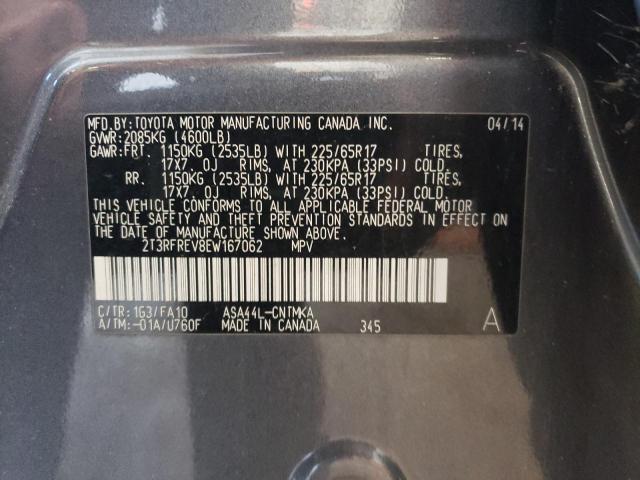 MFD.BY:TOYOTA MOTOR MANUFACTURING CANADA INC. 04/14
GVWR:2085KG (4600LB)
GAWR:FRT. 1150KG (2535LB) WITH 225/65R17 TIRES,
17X7. OJ RIMS, AT 230KPA (33PSI) COLD.
RR. 1150KG (2535LB) WITH 225/65R17 TIRES,
17X7. OJ RIMS, AT 230KPA (33PSI) COLD.
THIS VEHICLE CONFORMS TO ALL APPLICABLE FEDERAL MOTOR
VEHICLE SAFETY AND THEFT PREVENTION STANDARDS IN EFFECT ON
THE DATE OF MANUFACTURE SHOWN ABOVE.
2T3RFREV8EW167062 MPV
C/TR:1G3/FA10 ASA44L-CNTMKA
A/TM:-01A/U760F MADE IN CANADA 345 A